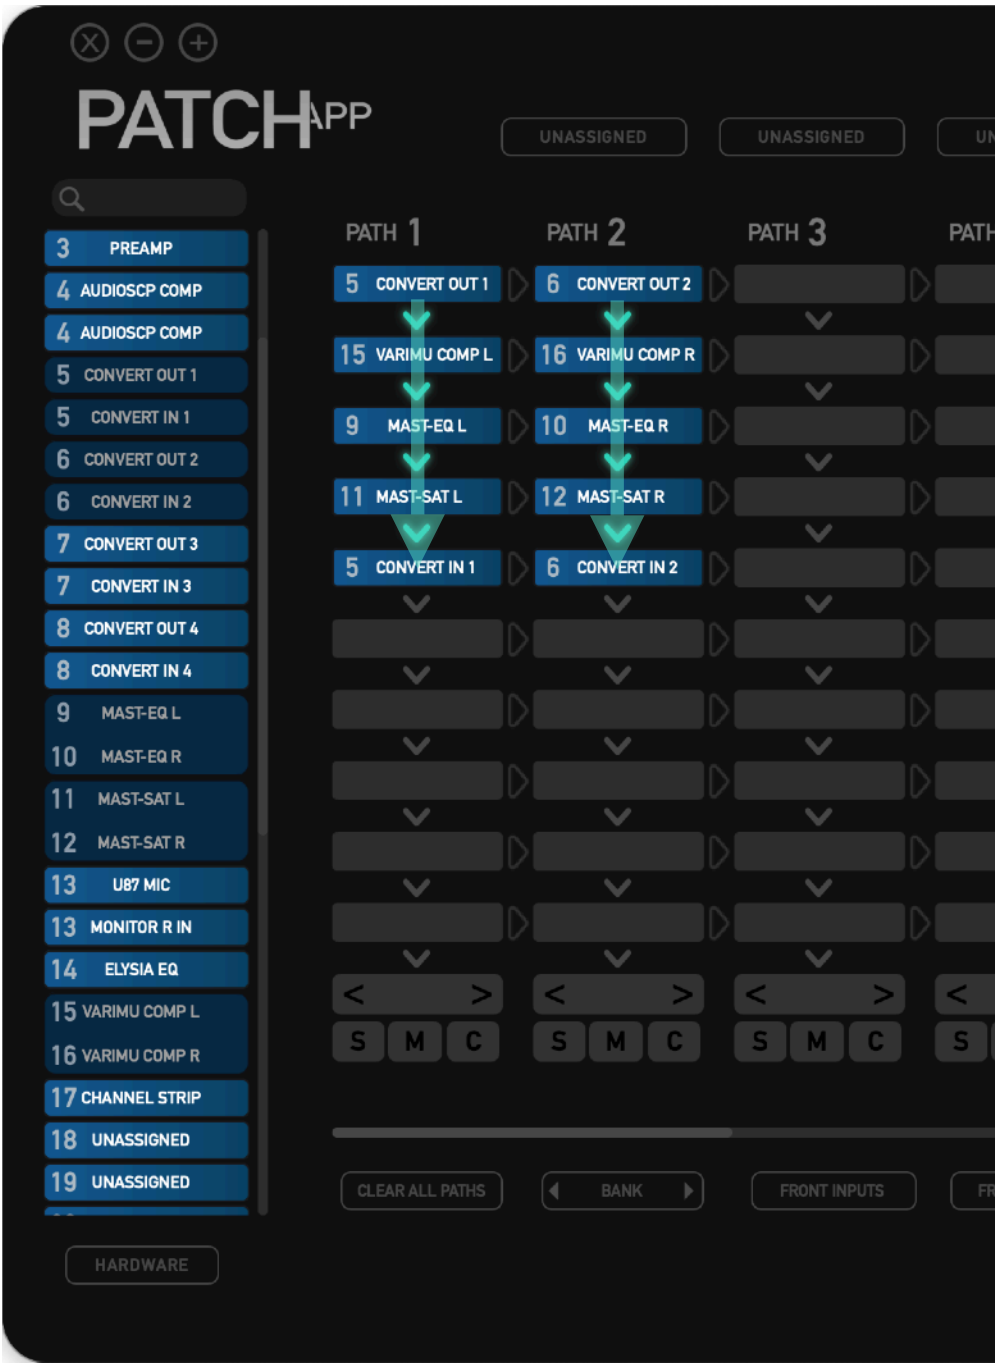 PATCHAPP
UNASSIGNED
UNASSIGNED
UN
3 PREAMP
4 AUDIOSCP COMP
4 AUDIOSCP COMP
5 CONVERT OUT 1
5 CONVERT IN 1
6 CONVERT OUT 2
6 CONVERT IN 2
7 CONVERT OUT 3
7 CONVERT IN 3
8 CONVERT OUT 4
8 CONVERT IN 4
9 MAST-EQ L
10 MAST-EQ R
11 MAST-SAT L
12 MAST-SAT R
13 U87 MIC
13 MONITOR R IN
14 ELYSIA EQ
15 VARIMU COMP L
16 VARIMU COMP R
17 CHANNEL STRIP
18 UNASSIGNED
19 UNASSIGNED
HARDWARE
PATH 1
5 CONVERT OUT 1
15 VARIMU COMP L
9 MAST-EQ L
11 MAST-SAT L
5 CONVERT IN 1
< >
S M C
PATH 2
6 CONVERT OUT 2
16 VARIMU COMP R
10 MAST-EQ R
12 MAST-SAT R
6 CONVERT IN 2
< >
S M C
PATH 3
< >
S M C
PATH
<
S
CLEAR ALL PATHS
BANK
FRONT INPUTS
FR